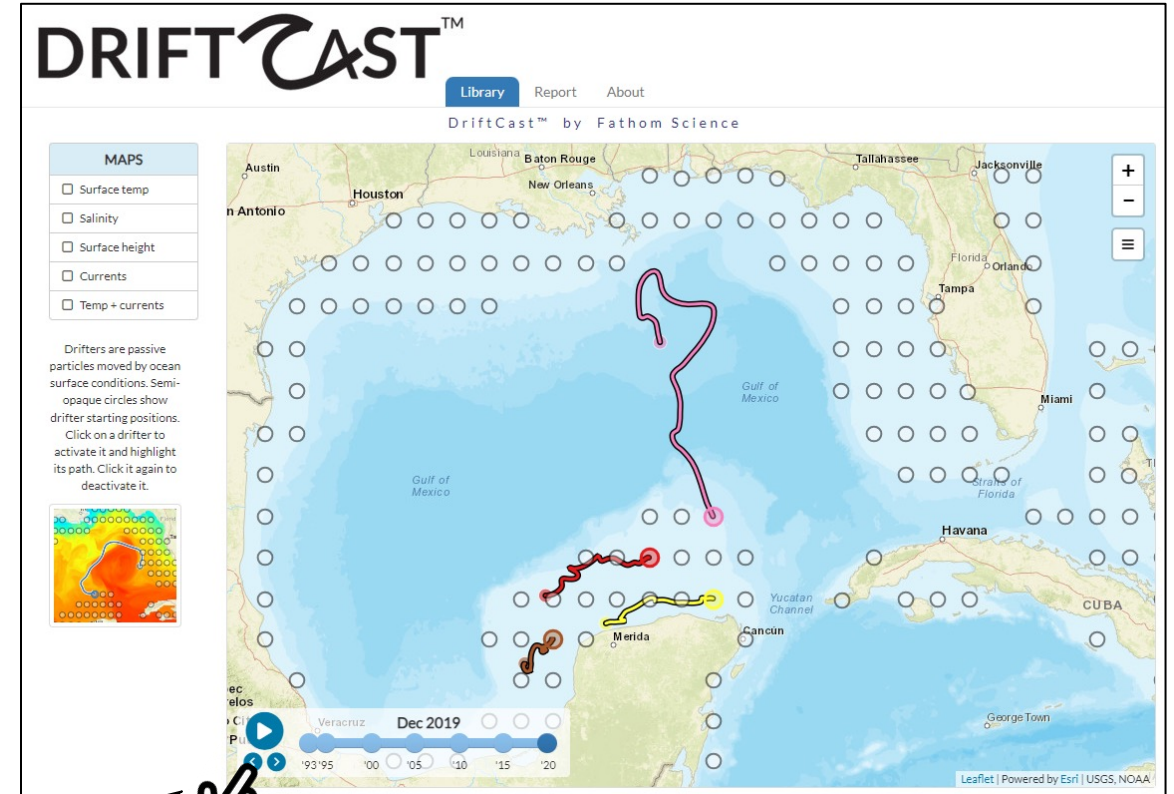 DRIFTCAST™
Library Report About
DriftCast™ by Fathom Science
MAPS
Surface temp
Salinity
Surface height
Currents
Temp + currents
Drifters are passive
particles moved by ocean
surface conditions. Semi-
opaque circles show
drifter starting positions.
Click on a drifter to
activate it and highlight
its path. Click it again to
deactivate it.
Austin
Louisiana
Baton Rouge
Tallahassee
Jacksonville
+
Houston
New Orleans
−
n Antonio
Florida
Orlando
Tampa
Gulf of
Mexico
Miami
Gulf of
Mexico
Straits of
Florida
Havana
Yucatan
Channel
CUBA
Merida
Cancún
ec
elos
Veracruz
Dec 2019
George Town
'93 '95 '00 '05 '10 '15 '20
Leaflet | Powered by Esri | USGS, NOAA